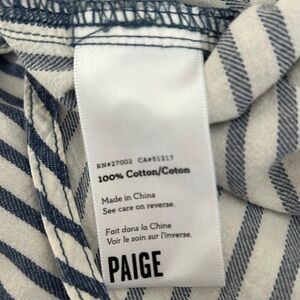 RN#27002 CA#51217
100% Cotton/Coton
Made in China
See care on reverse.
Fait dans la Chine
Voir le soin sur l'inverse.
PAIGE